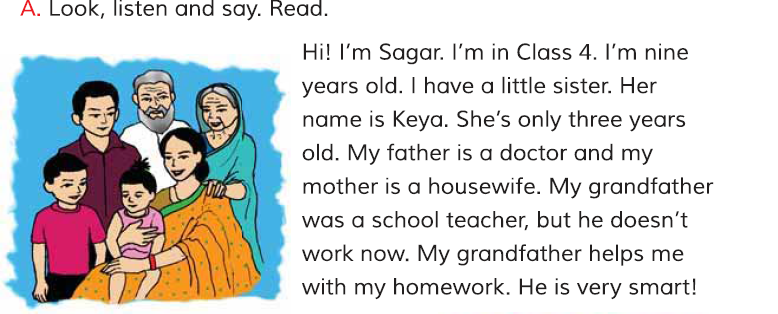 A. Look, listen and say. Read.
Hi! I'm Sagar. I'm in Class 4. I'm nine
years old. I have a little sister. Her
name is Keya. She's only three years
old. My father is a doctor and my
mother is a housewife. My grandfather
was a school teacher, but he doesn't
work now. My grandfather helps me
with my homework. He is very smart!